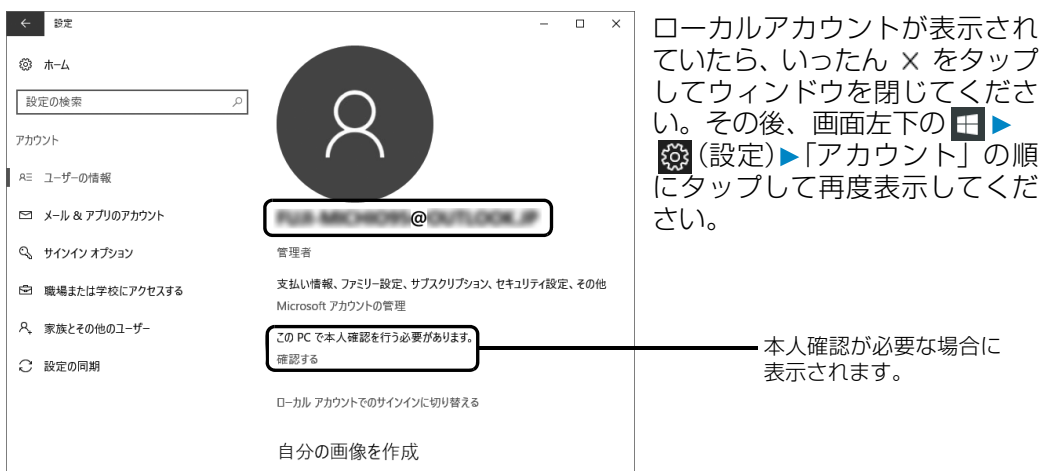 設定
ホーム
設定の検索
アカウント
ユーザーの情報
メール & アプリのアカウント
サインイン オプション
職場または学校にアクセスする
家族とその他のユーザー
設定の同期
@
管理者
支払い情報、ファミリー設定、サブスクリプション、セキュリティ設定、その他
Microsoft アカウントの管理
この PC で本人確認を行う必要があります。
確認する
ローカル アカウントでのサインインに切り替える
自分の画像を作成
ローカルアカウントが表示され
ていたら、いったん × をタップ
してウィンドウを閉じてくださ
い。その後、画面左下の ▶
(設定)▶「アカウント」の順
にタップして再度表示してくだ
さい。
本人確認が必要な場合に
表示されます。